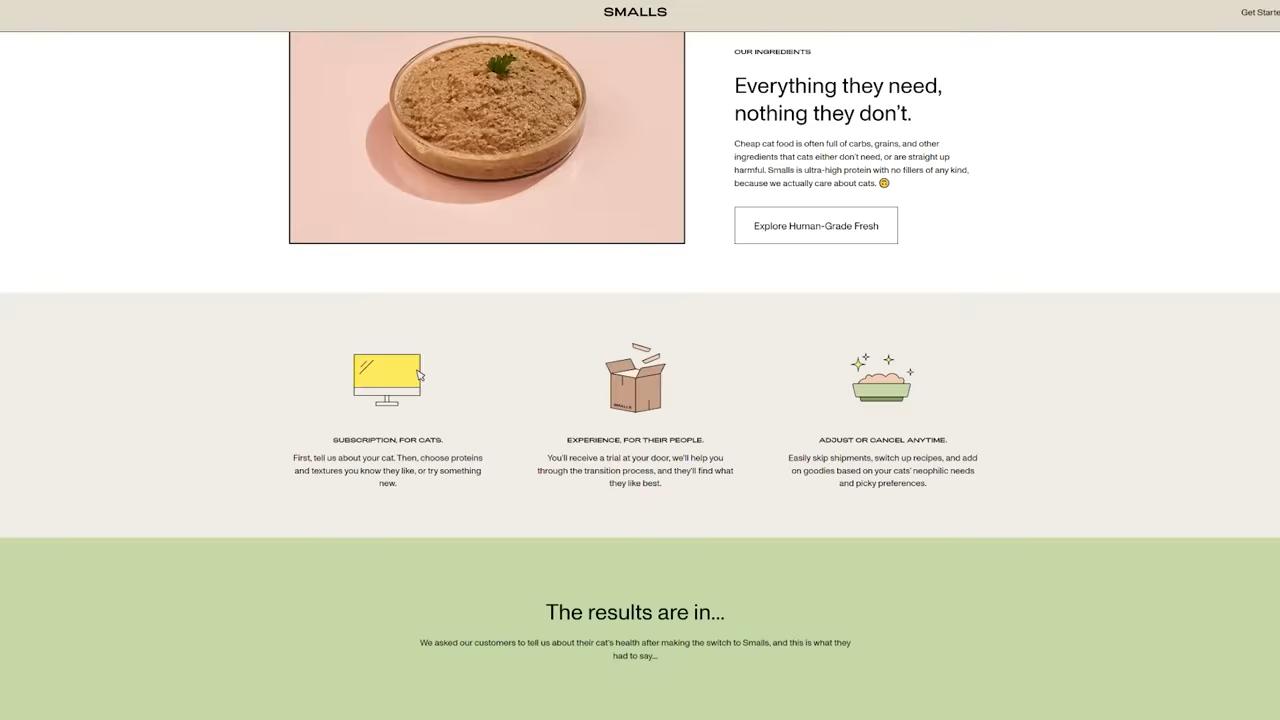 SMALLS
Get Starte
OUR INGREDIENTS
Everything they need,
nothing they don't.
Cheap cat food is often full of carbs, grains, and other
ingredients that cats either don't need, or are straight up
harmful. Smalls is ultra-high protein with no fillers of any kind,
because we actually care about cats. 🙃
Explore Human-Grade Fresh
SMALLS
SUBSCRIPTION, FOR CATS.
First, tell us about your cat. Then, choose proteins
and textures you know they like, or try something
new.
EXPERIENCE, FOR THEIR PEOPLE.
You'll receive a trial at your door, we'll help you
through the transition process, and they'll find what
they like best.
ADJUST OR CANCEL ANYTIME.
Easily skip shipments, switch up recipes, and add
on goodies based on your cats' neophilic needs
and picky preferences.
The results are in...
We asked our customers to tell us about their cat's health after making the switch to Smalls, and this is what they
had to say...